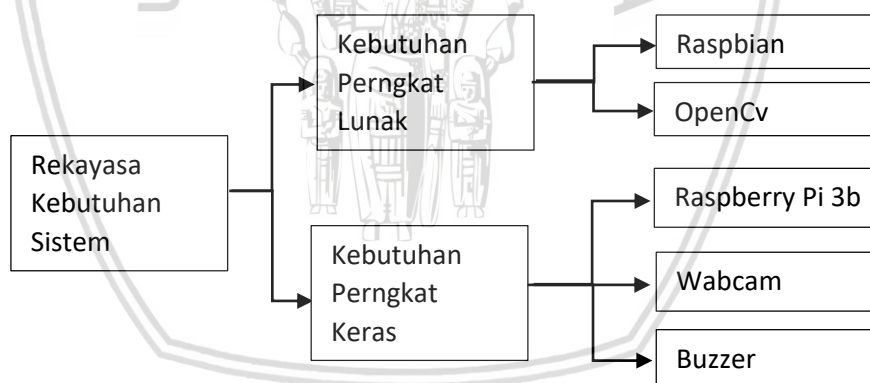 Rekayasa
Kebutuhan
Sistem
Kebutuhan
Perngkat
Lunak
Raspbian
OpenCv
Kebutuhan
Perngkat
Keras
Raspberry Pi 3b
Wabcam
Buzzer